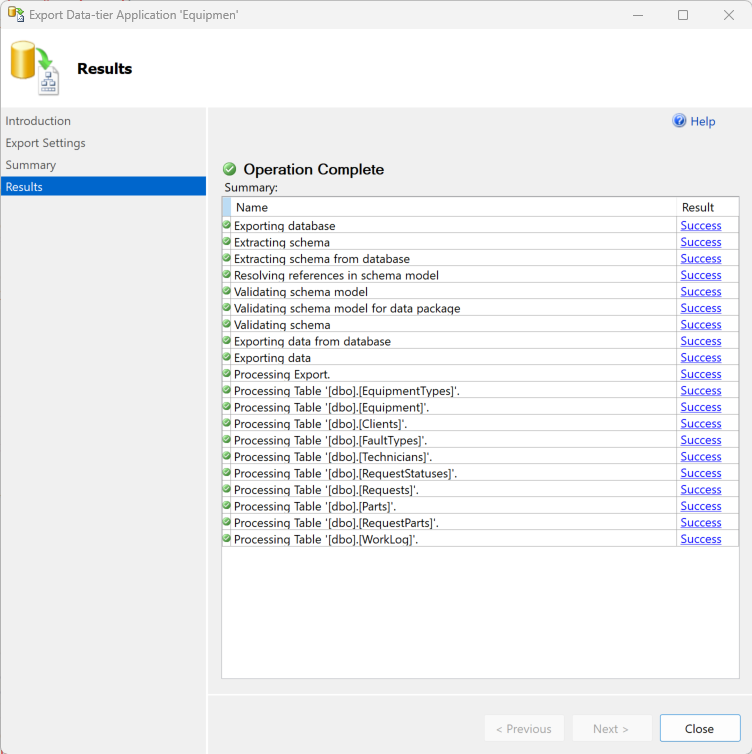 Export Data-tier Application 'Equipmen'
Results
Introduction
Export Settings
Summary
Results
Help
Operation Complete
Summary:
Name Result
Exporting database Success
Extracting schema Success
Extracting schema from database Success
Resolving references in schema model Success
Validating schema model Success
Validating schema model for data package Success
Validating schema Success
Exporting data from database Success
Exporting data Success
Processing Export. Success
Processing Table '[dbo].[EquipmentTypes]'. Success
Processing Table '[dbo].[Equipment]'. Success
Processing Table '[dbo].[Clients]'. Success
Processing Table '[dbo].[FaultTypes]'. Success
Processing Table '[dbo].[Technicians]'. Success
Processing Table '[dbo].[RequestStatuses]'. Success
Processing Table '[dbo].[Requests]'. Success
Processing Table '[dbo].[Parts]'. Success
Processing Table '[dbo].[RequestParts]'. Success
Processing Table '[dbo].[WorkLog]'. Success
< Previous Next > Close